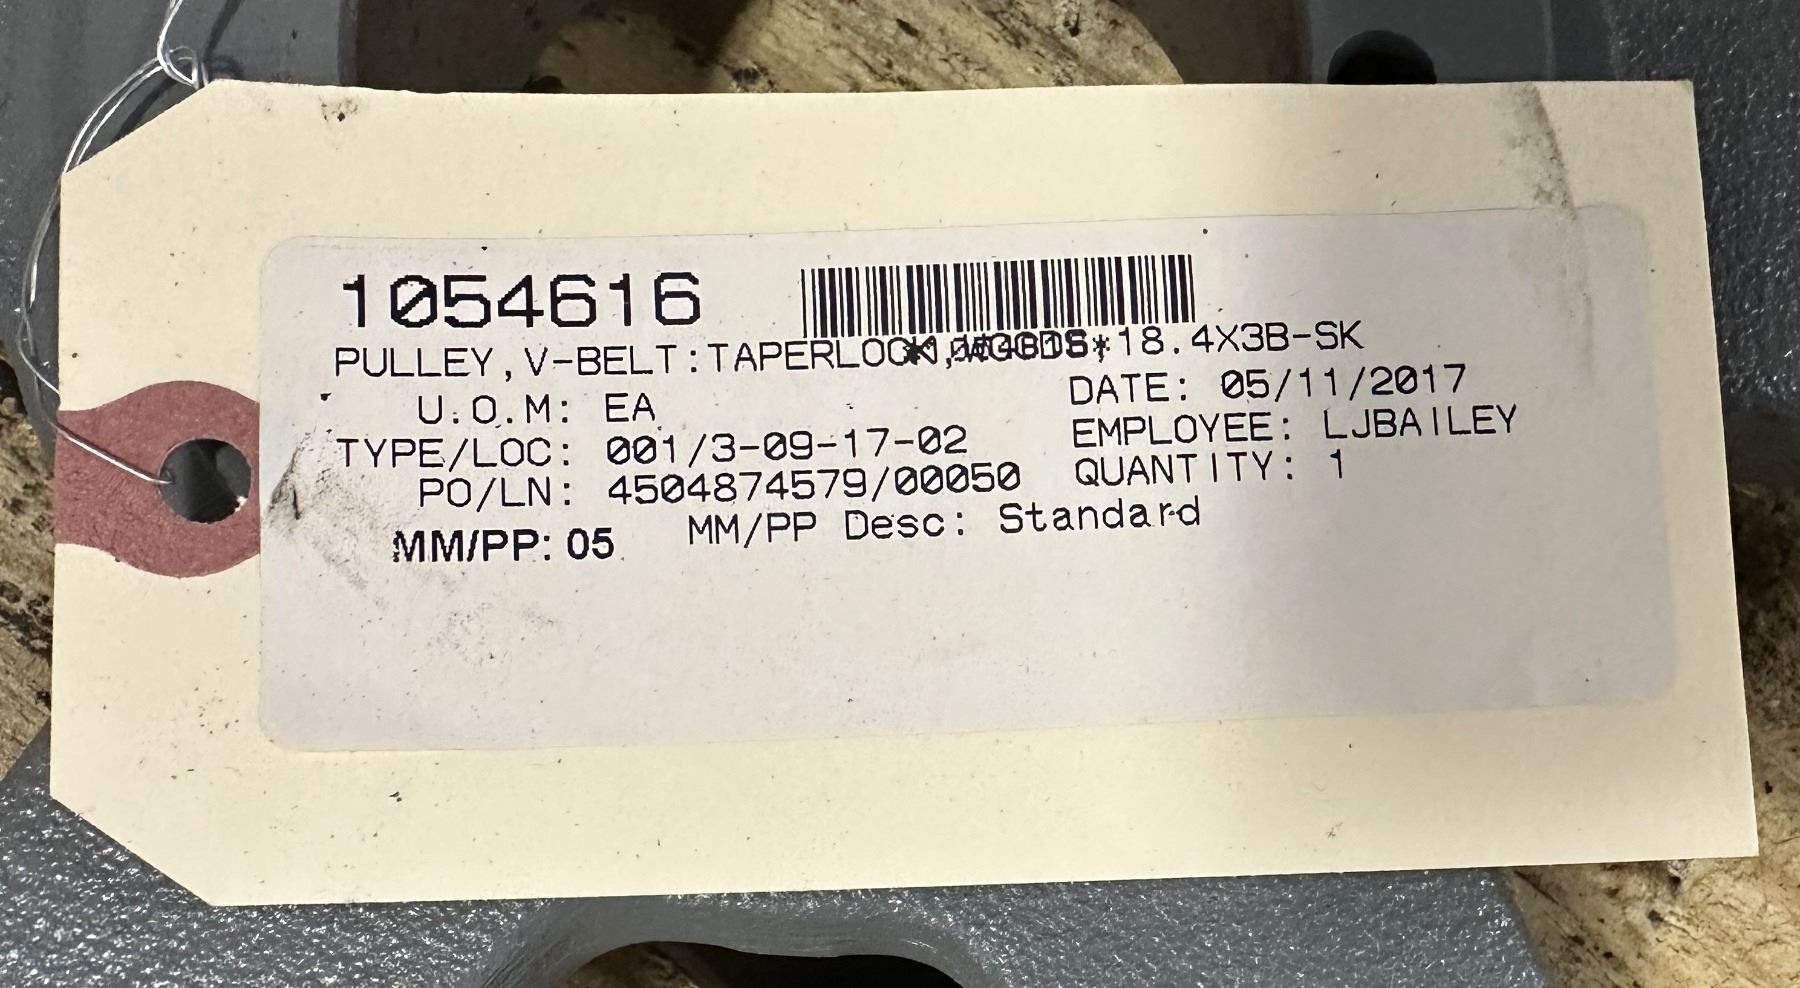 1054616
PULLEY,V-BELT:TAPERLOCK, 18.4X3B-SK
U.O.M: EA
DATE: 05/11/2017
TYPE/LOC: 001/3-09-17-02
EMPLOYEE: LJBAILEY
PO/LN: 4504874579/00050
QUANTITY: 1
MM/PP: 05
MM/PP Desc: Standard